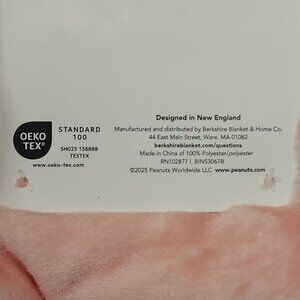 OEKO
TEX®
STANDARD
100
SH025 156888
TESTEX
www.oeko-tex.com
Designed in New England
Manufactured and distributed by Berkshire Blanket & Home Co.
44 East Main Street, Ware, MA 01082
berkshireblanket.com/questions
Made in China of 100% Polyester/polyester
RN102877 | BINS3067B
©2025 Peanuts Worldwide LLC www.peanuts.com